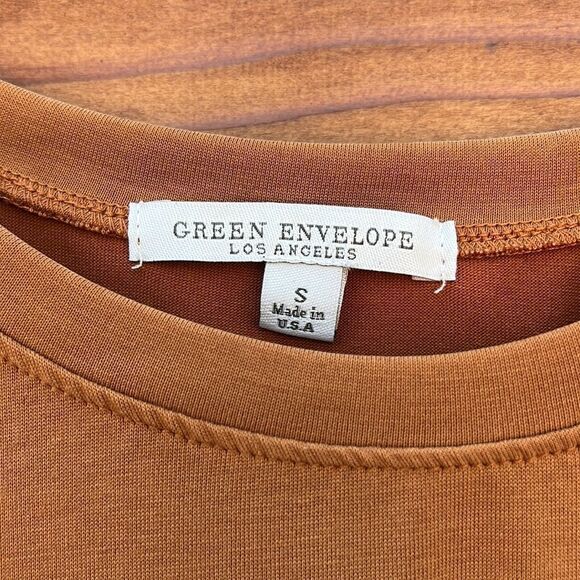 GREEN ENVELOPE
LOS ANGELES
S
Made in
U.S.A